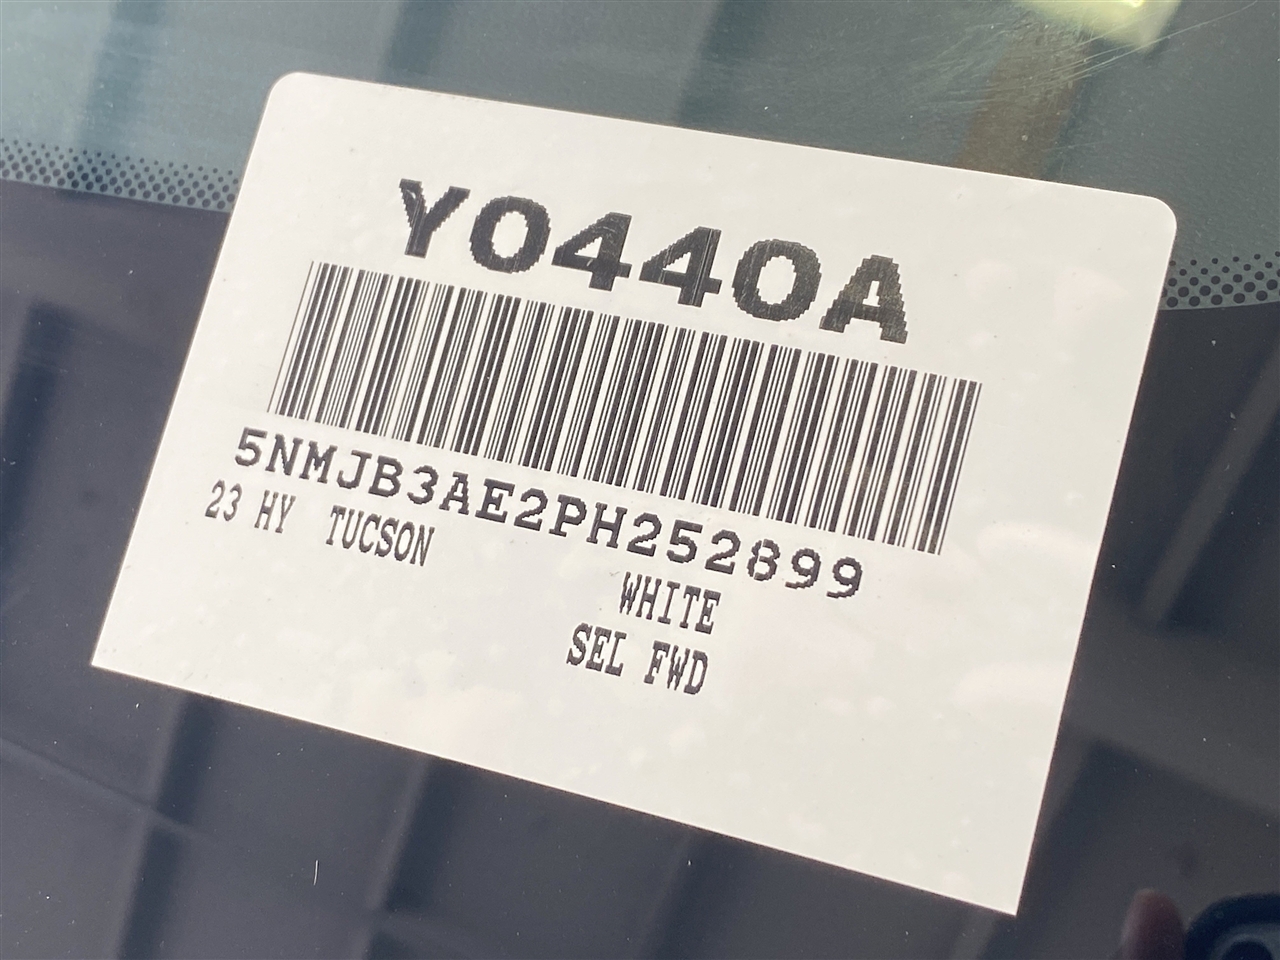 Y0440A
5NMJB3AE2PH252899
23 HY TUCSON
WHITE
SEL FWD